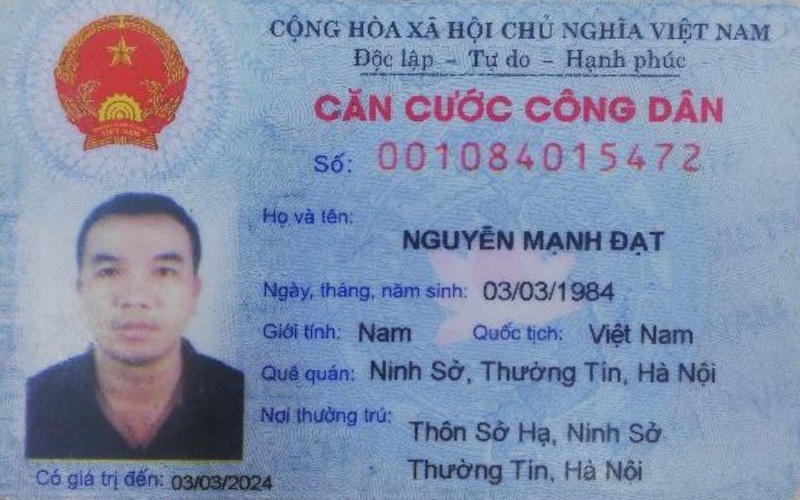 CỘNG HÒA XÃ HỘI CHỦ NGHĨA VIỆT NAM
Độc lập - Tự do - Hạnh phúc
CĂN CƯỚC CÔNG DÂN
Số: 001084015472
Họ và tên:
NGUYỄN MẠNH ĐẠT
Ngày, tháng, năm sinh: 03/03/1984
Giới tính: Nam Quốc tịch: Việt Nam
Quê quán: Ninh Sở, Thường Tín, Hà Nội
Nơi thường trú:
Thôn Sở Hạ, Ninh Sở
Thường Tín, Hà Nội
Có giá trị đến: 03/03/2024